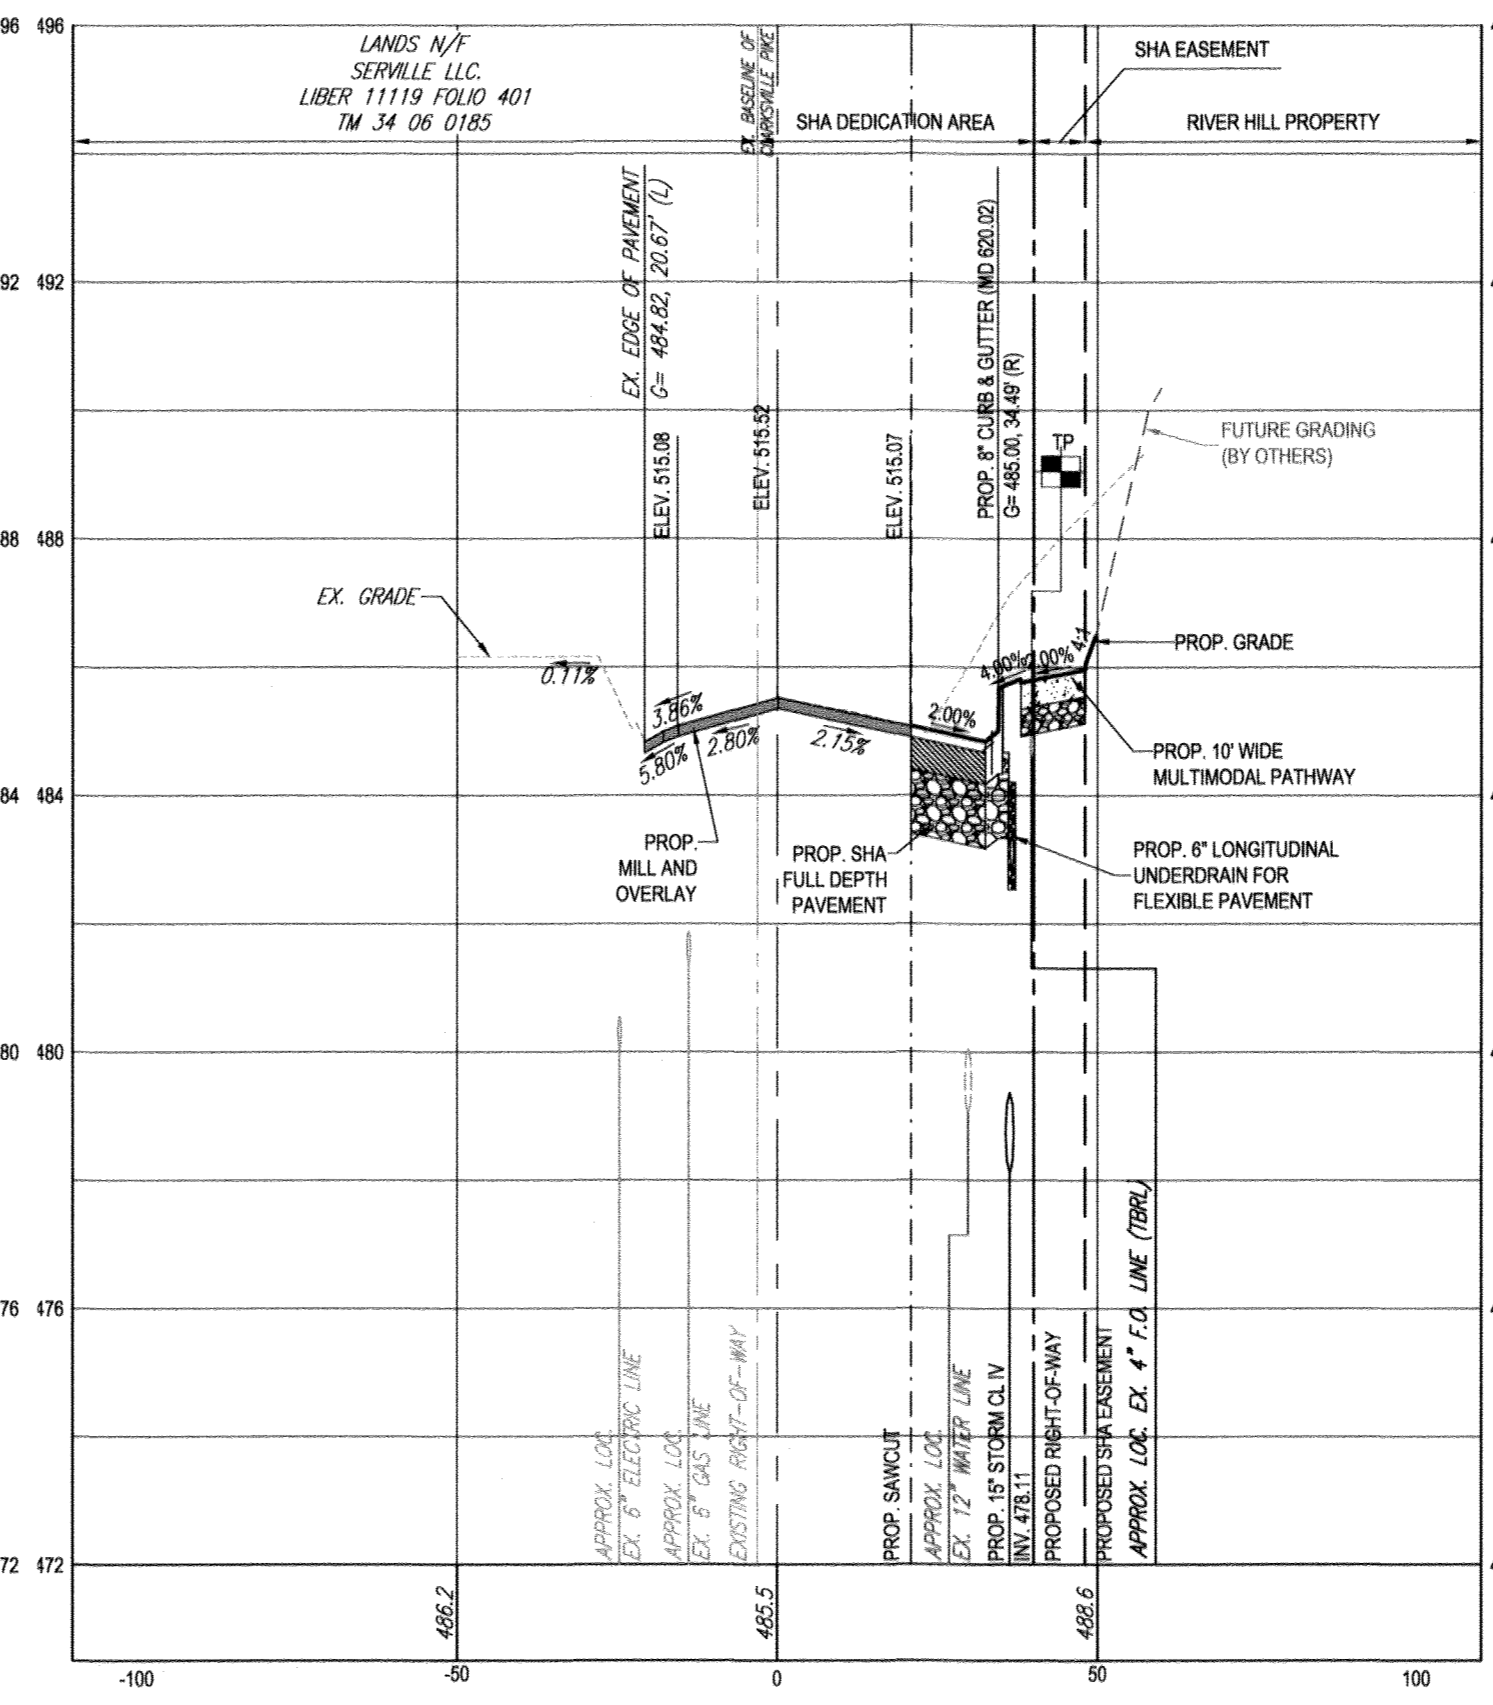 96 496
LANDS N/F
SERVILLE LLC.
LIBER 11119 FOLIO 401
TM 34 06 0185
EX. BASELINE OF
CLARKSVILLE PIKE
SHA EASEMENT
SHA DEDICATION AREA
RIVER HILL PROPERTY
EX. EDGE OF PAVEMENT
G= 484.82, 20.67' (L)
PROP. 8" CURB & GUTTER (MD 620.02)
G= 485.00, 34.49' (R)
92 492
ELEV. 515.08
ELEV. 515.52
ELEV. 515.07
TP
FUTURE GRADING
(BY OTHERS)
88 488
EX. GRADE
0.11%
3.86%
5.80%
2.80%
2.15%
2.00%
4.00%
2.00%
4:1
PROP. GRADE
PROP. 10' WIDE
MULTIMODAL PATHWAY
84 484
PROP.
MILL AND
OVERLAY
PROP. SHA
FULL DEPTH
PAVEMENT
PROP. 6" LONGITUDINAL
UNDERDRAIN FOR
FLEXIBLE PAVEMENT
80 480
76 476
APPROX. LOC.
EX. 6" ELECTRIC LINE
APPROX. LOC.
EX. 6" GAS LINE
EXISTING RIGHT-OF-WAY
PROP. SAWCUT
APPROX. LOC.
EX. 12" WATER LINE
PROP. 15" STORM CL IV
INV. 478.11
PROPOSED RIGHT-OF-WAY
PROPOSED SHA EASEMENT
APPROX. LOC. EX. 4" F.O. LINE (TBRL)
72 472
486.2
485.5
488.6
-100 -50 0 50 100